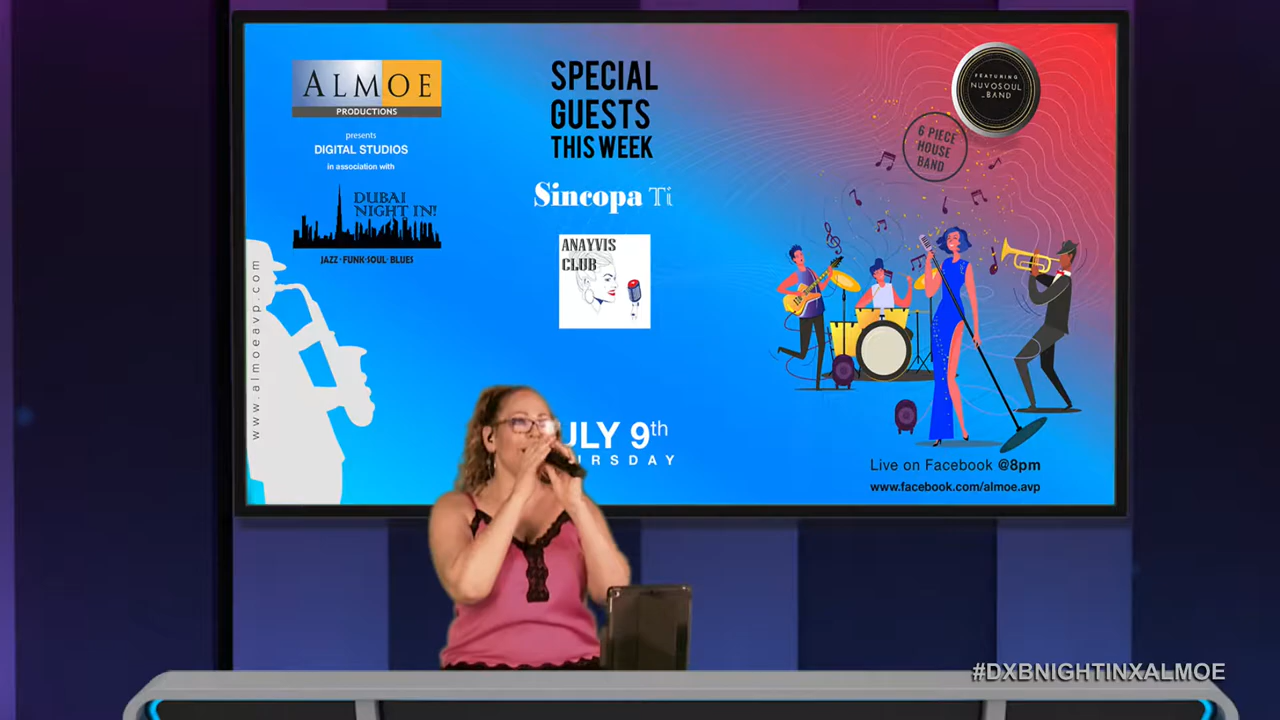 ALMOE
PRODUCTIONS
presents
DIGITAL STUDIOS
in association with
DUBAI
NIGHT IN!
JAZZ·FUNK·SOUL·BLUES
www.almoeavp.com
SPECIAL
GUESTS
THIS WEEK
Sincopa Ti
ANAYVIS
CLUB
ULY 9th
RSDAY
FEATURING
NUVOSOUL
BAND
6 PIECE
HOUSE
BAND
Live on Facebook @8pm
www.facebook.com/almoe.avp
#DXBNIGHTINXALMOE